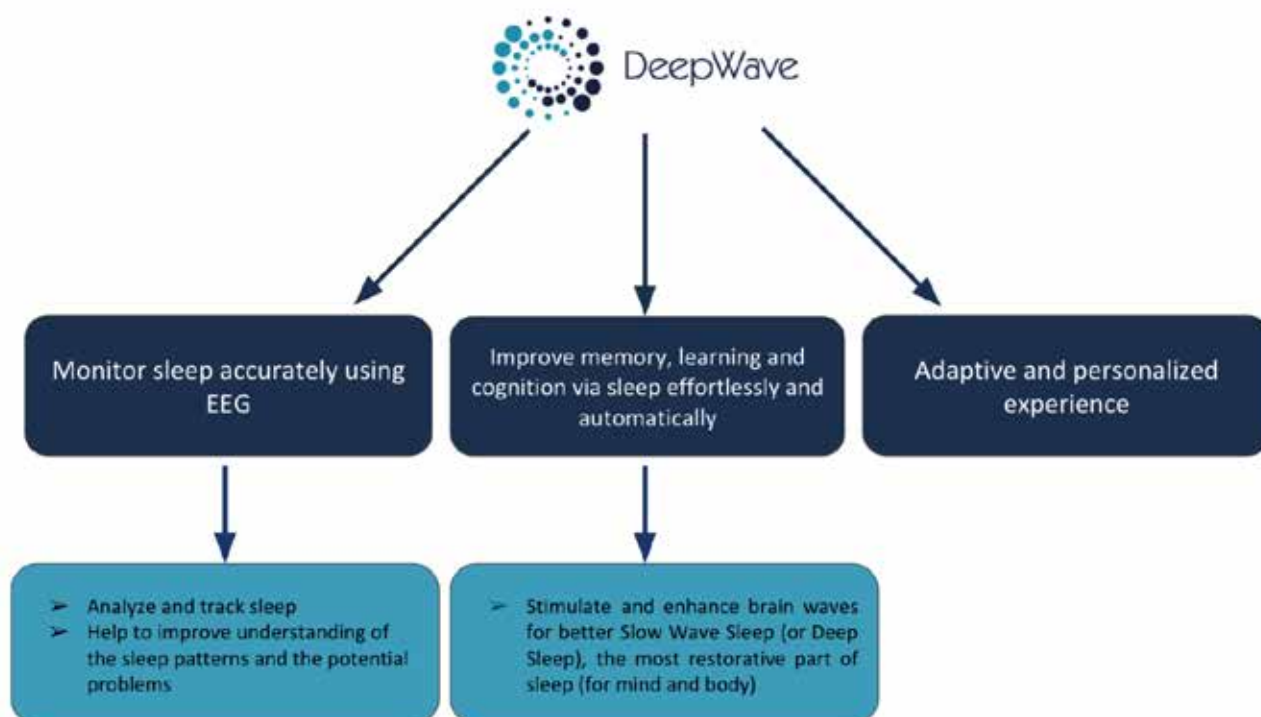 DeepWave
Monitor sleep accurately using
EEG
Improve memory, learning and
cognition via sleep effortlessly and
automatically
Adaptive and personalized
experience
➢ Analyze and track sleep
➢ Help to improve understanding of
the sleep patterns and the potential
problems
➢ Stimulate and enhance brain waves
for better Slow Wave Sleep (or Deep
Sleep), the most restorative part of
sleep (for mind and body)